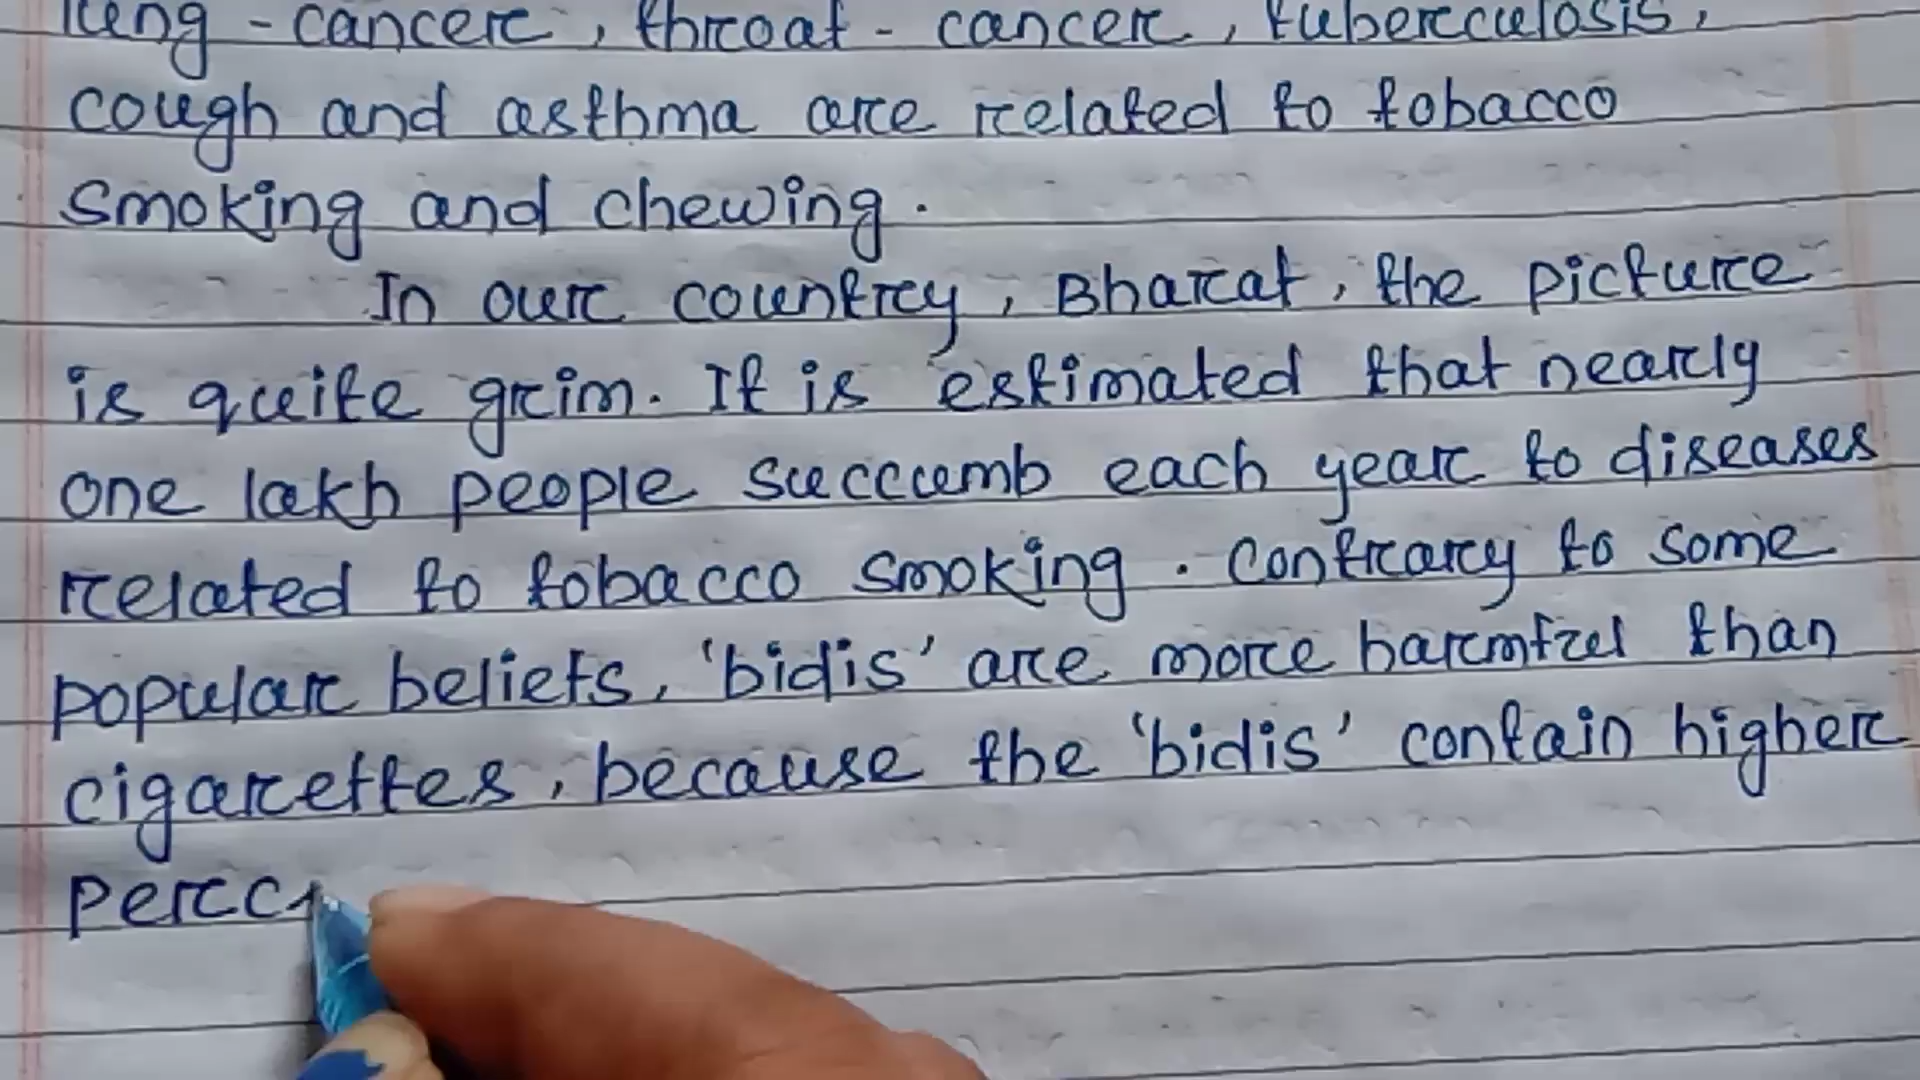 lung - cancer, throat - cancer, tuberculosis,
cough and asthma are related to tobacco
smoking and chewing.
In our country, Bharat, the picture
is quite grim. It is estimated that nearly
one lakh people succumb each year to diseases
related to tobacco smoking. Contrary to some
popular beliefs, 'bidis' are more harmful than
cigarettes, because the 'bidis' contain higher
perc